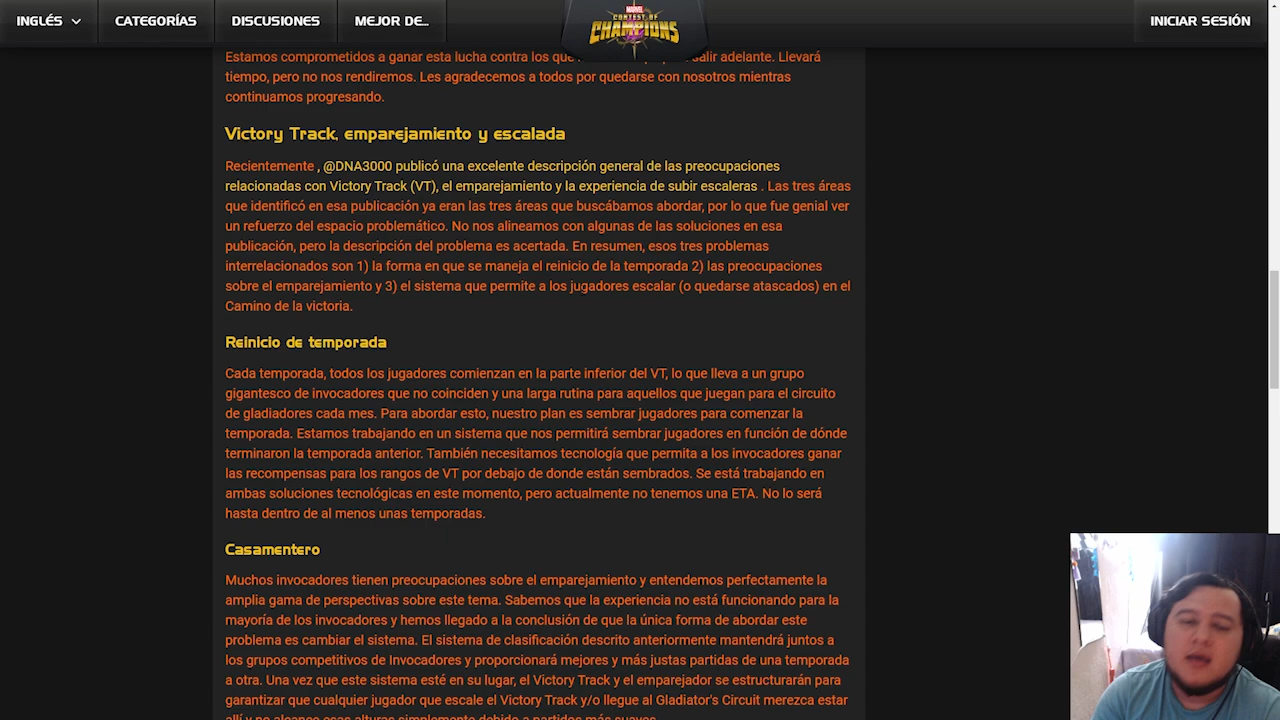 INGLÉS
CATEGORÍAS
DISCUSIONES
MEJOR DE...
MARVEL
CONTEST OF
CHAMPIONS
INICIAR SESIÓN
Estamos comprometidos a ganar esta lucha contra los que salir adelante. Llevará
tiempo, pero no nos rendiremos. Les agradecemos a todos por quedarse con nosotros mientras
continuamos progresando.
Victory Track, emparejamiento y escalada
Recientemente , @DNA3000 publicó una excelente descripción general de las preocupaciones
relacionadas con Victory Track (VT), el emparejamiento y la experiencia de subir escaleras . Las tres áreas
que identificó en esa publicación ya eran las tres áreas que buscábamos abordar, por lo que fue genial ver
un refuerzo del espacio problemático. No nos alineamos con algunas de las soluciones en esa
publicación, pero la descripción del problema es acertada. En resumen, esos tres problemas
interrelacionados son 1) la forma en que se maneja el reinicio de la temporada 2) las preocupaciones
sobre el emparejamiento y 3) el sistema que permite a los jugadores escalar (o quedarse atascados) en el
Camino de la victoria.
Reinicio de temporada
Cada temporada, todos los jugadores comienzan en la parte inferior del VT, lo que lleva a un grupo
gigantesco de invocadores que no coinciden y una larga rutina para aquellos que juegan para el circuito
de gladiadores cada mes. Para abordar esto, nuestro plan es sembrar jugadores para comenzar la
temporada. Estamos trabajando en un sistema que nos permitirá sembrar jugadores en función de dónde
terminaron la temporada anterior. También necesitamos tecnología que permita a los invocadores ganar
las recompensas para los rangos de VT por debajo de donde están sembrados. Se está trabajando en
ambas soluciones tecnológicas en este momento, pero actualmente no tenemos una ETA. No lo será
hasta dentro de al menos unas temporadas.
Casamentero
Muchos invocadores tienen preocupaciones sobre el emparejamiento y entendemos perfectamente la
amplia gama de perspectivas sobre este tema. Sabemos que la experiencia no está funcionando para la
mayoría de los invocadores y hemos llegado a la conclusión de que la única forma de abordar este
problema es cambiar el sistema. El sistema de clasificación descrito anteriormente mantendrá juntos a
los grupos competitivos de Invocadores y proporcionará mejores y más justas partidas de una temporada
a otra. Una vez que este sistema esté en su lugar, el Victory Track y el emparejador se estructurarán para
garantizar que cualquier jugador que escale el Victory Track y/o llegue al Gladiator's Circuit merezca estar
allí y no alcance esas alturas simplemente debido a partidos más suaves.